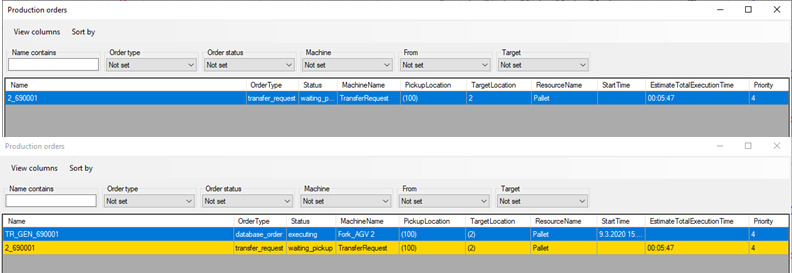 Production orders
View columns Sort by
Name contains Order type Order status Machine From Target
Not set Not set Not set Not set Not set
Name OrderType Status MachineName PickupLocation TargetLocation ResourceName StartTime EstimateTotalExecutionTime Priority
2_690001 transfer_request waiting_p... TransferRequest (100) 2 Pallet 00:05:47 4
Production orders
View columns Sort by
Name contains Order type Order status Machine From Target
Not set Not set Not set Not set Not set
Name OrderType Status MachineName PickupLocation TargetLocation ResourceName StartTime EstimateTotalExecutionTime Priority
TR_GEN_690001 database_order executing Fork_AGV 2 (100) (2) Pallet 9.3.2020 15.... 4
2_690001 transfer_request waiting_pickup TransferRequest (100) (2) Pallet 00:05:47 4